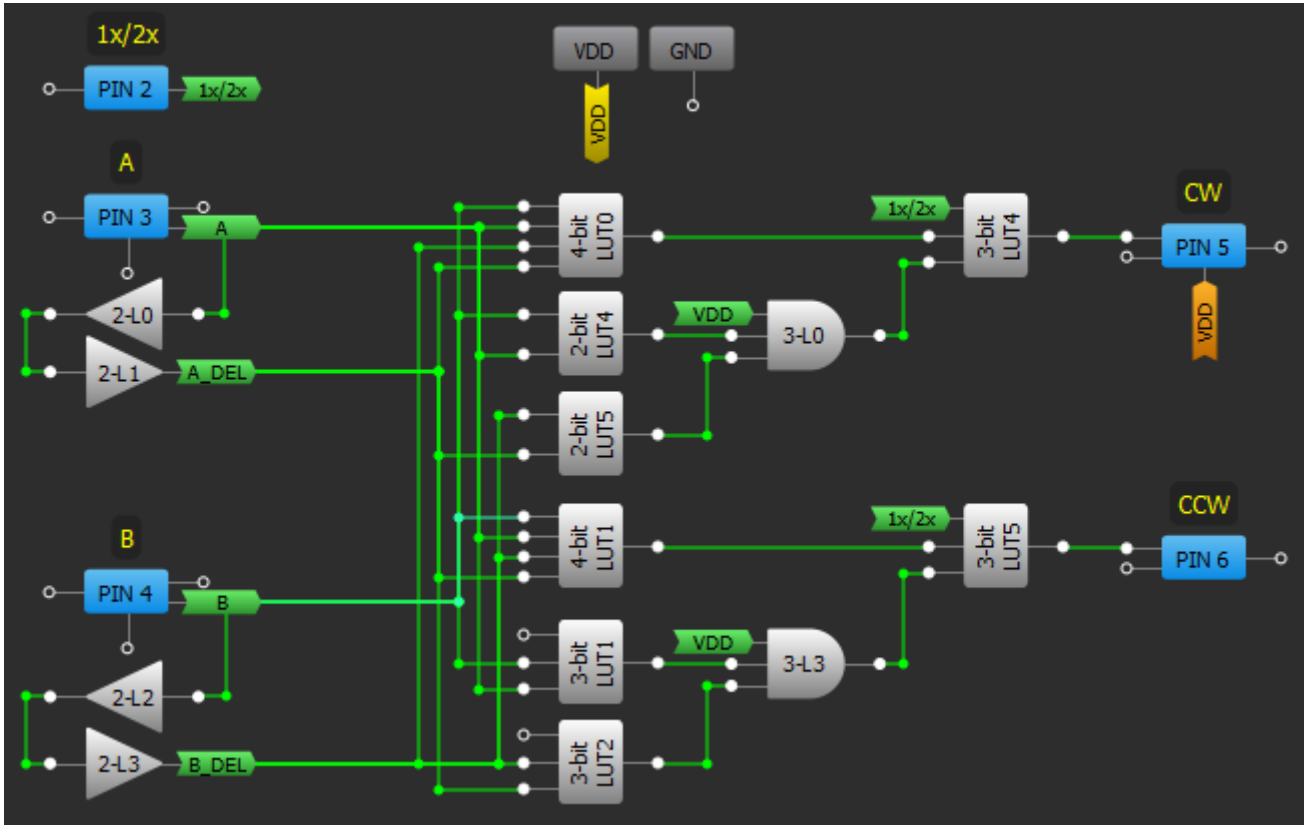 1x/2x
PIN 2
1x/2x
VDD
GND
VDD
A
PIN 3
A
2-L0
2-L1
A_DEL
4-bit
LUT0
2-bit
LUT4
2-bit
LUT5
VDD
3-L0
1x/2x
3-bit
LUT4
CW
PIN 5
VDD
B
PIN 4
B
2-L2
2-L3
B_DEL
4-bit
LUT1
3-bit
LUT1
3-bit
LUT2
VDD
3-L3
1x/2x
3-bit
LUT5
CCW
PIN 6